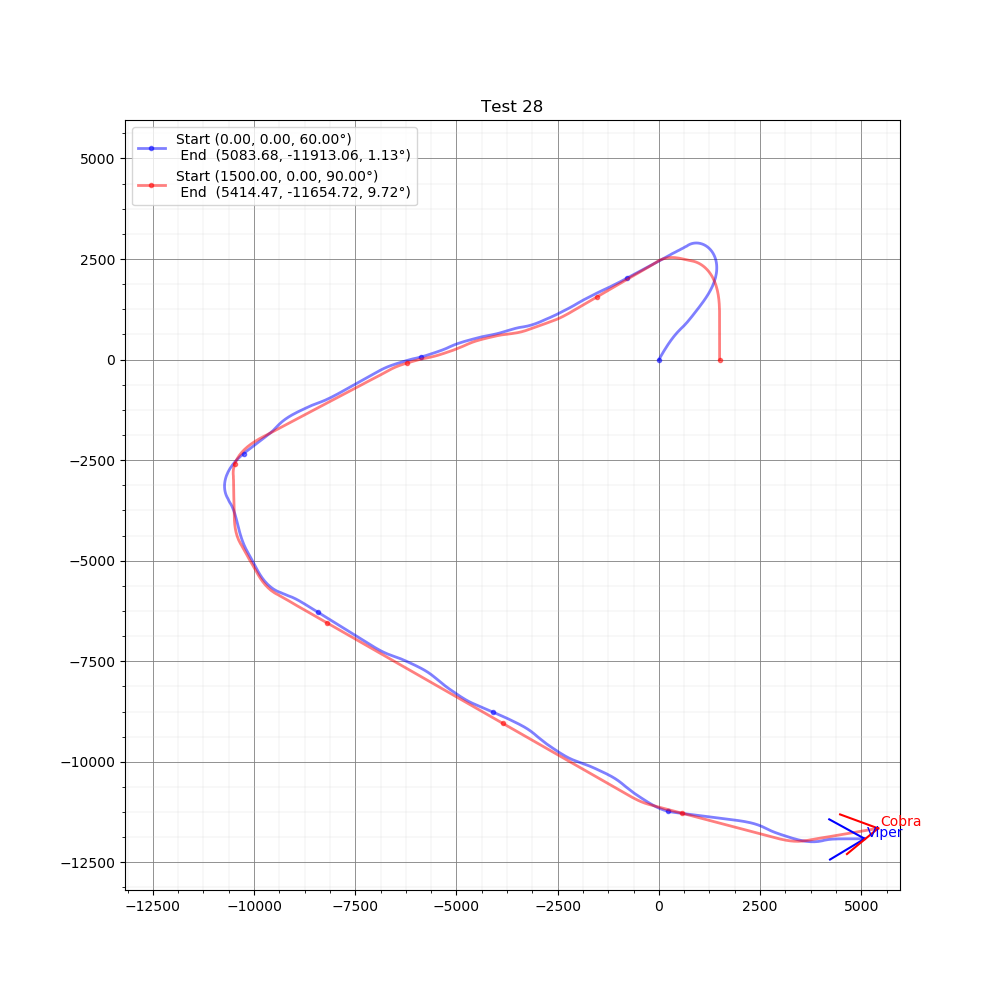 Test 28
Start (0.00, 0.00, 60.00°)
End  (5083.68, -11913.06, 1.13°)
Start (1500.00, 0.00, 90.00°)
End  (5414.47, -11654.72, 9.72°)
5000
2500
0
−2500
−5000
−7500
−10000
−12500
Cobra
Viper
−12500 −10000 −7500 −5000 −2500 0 2500 5000